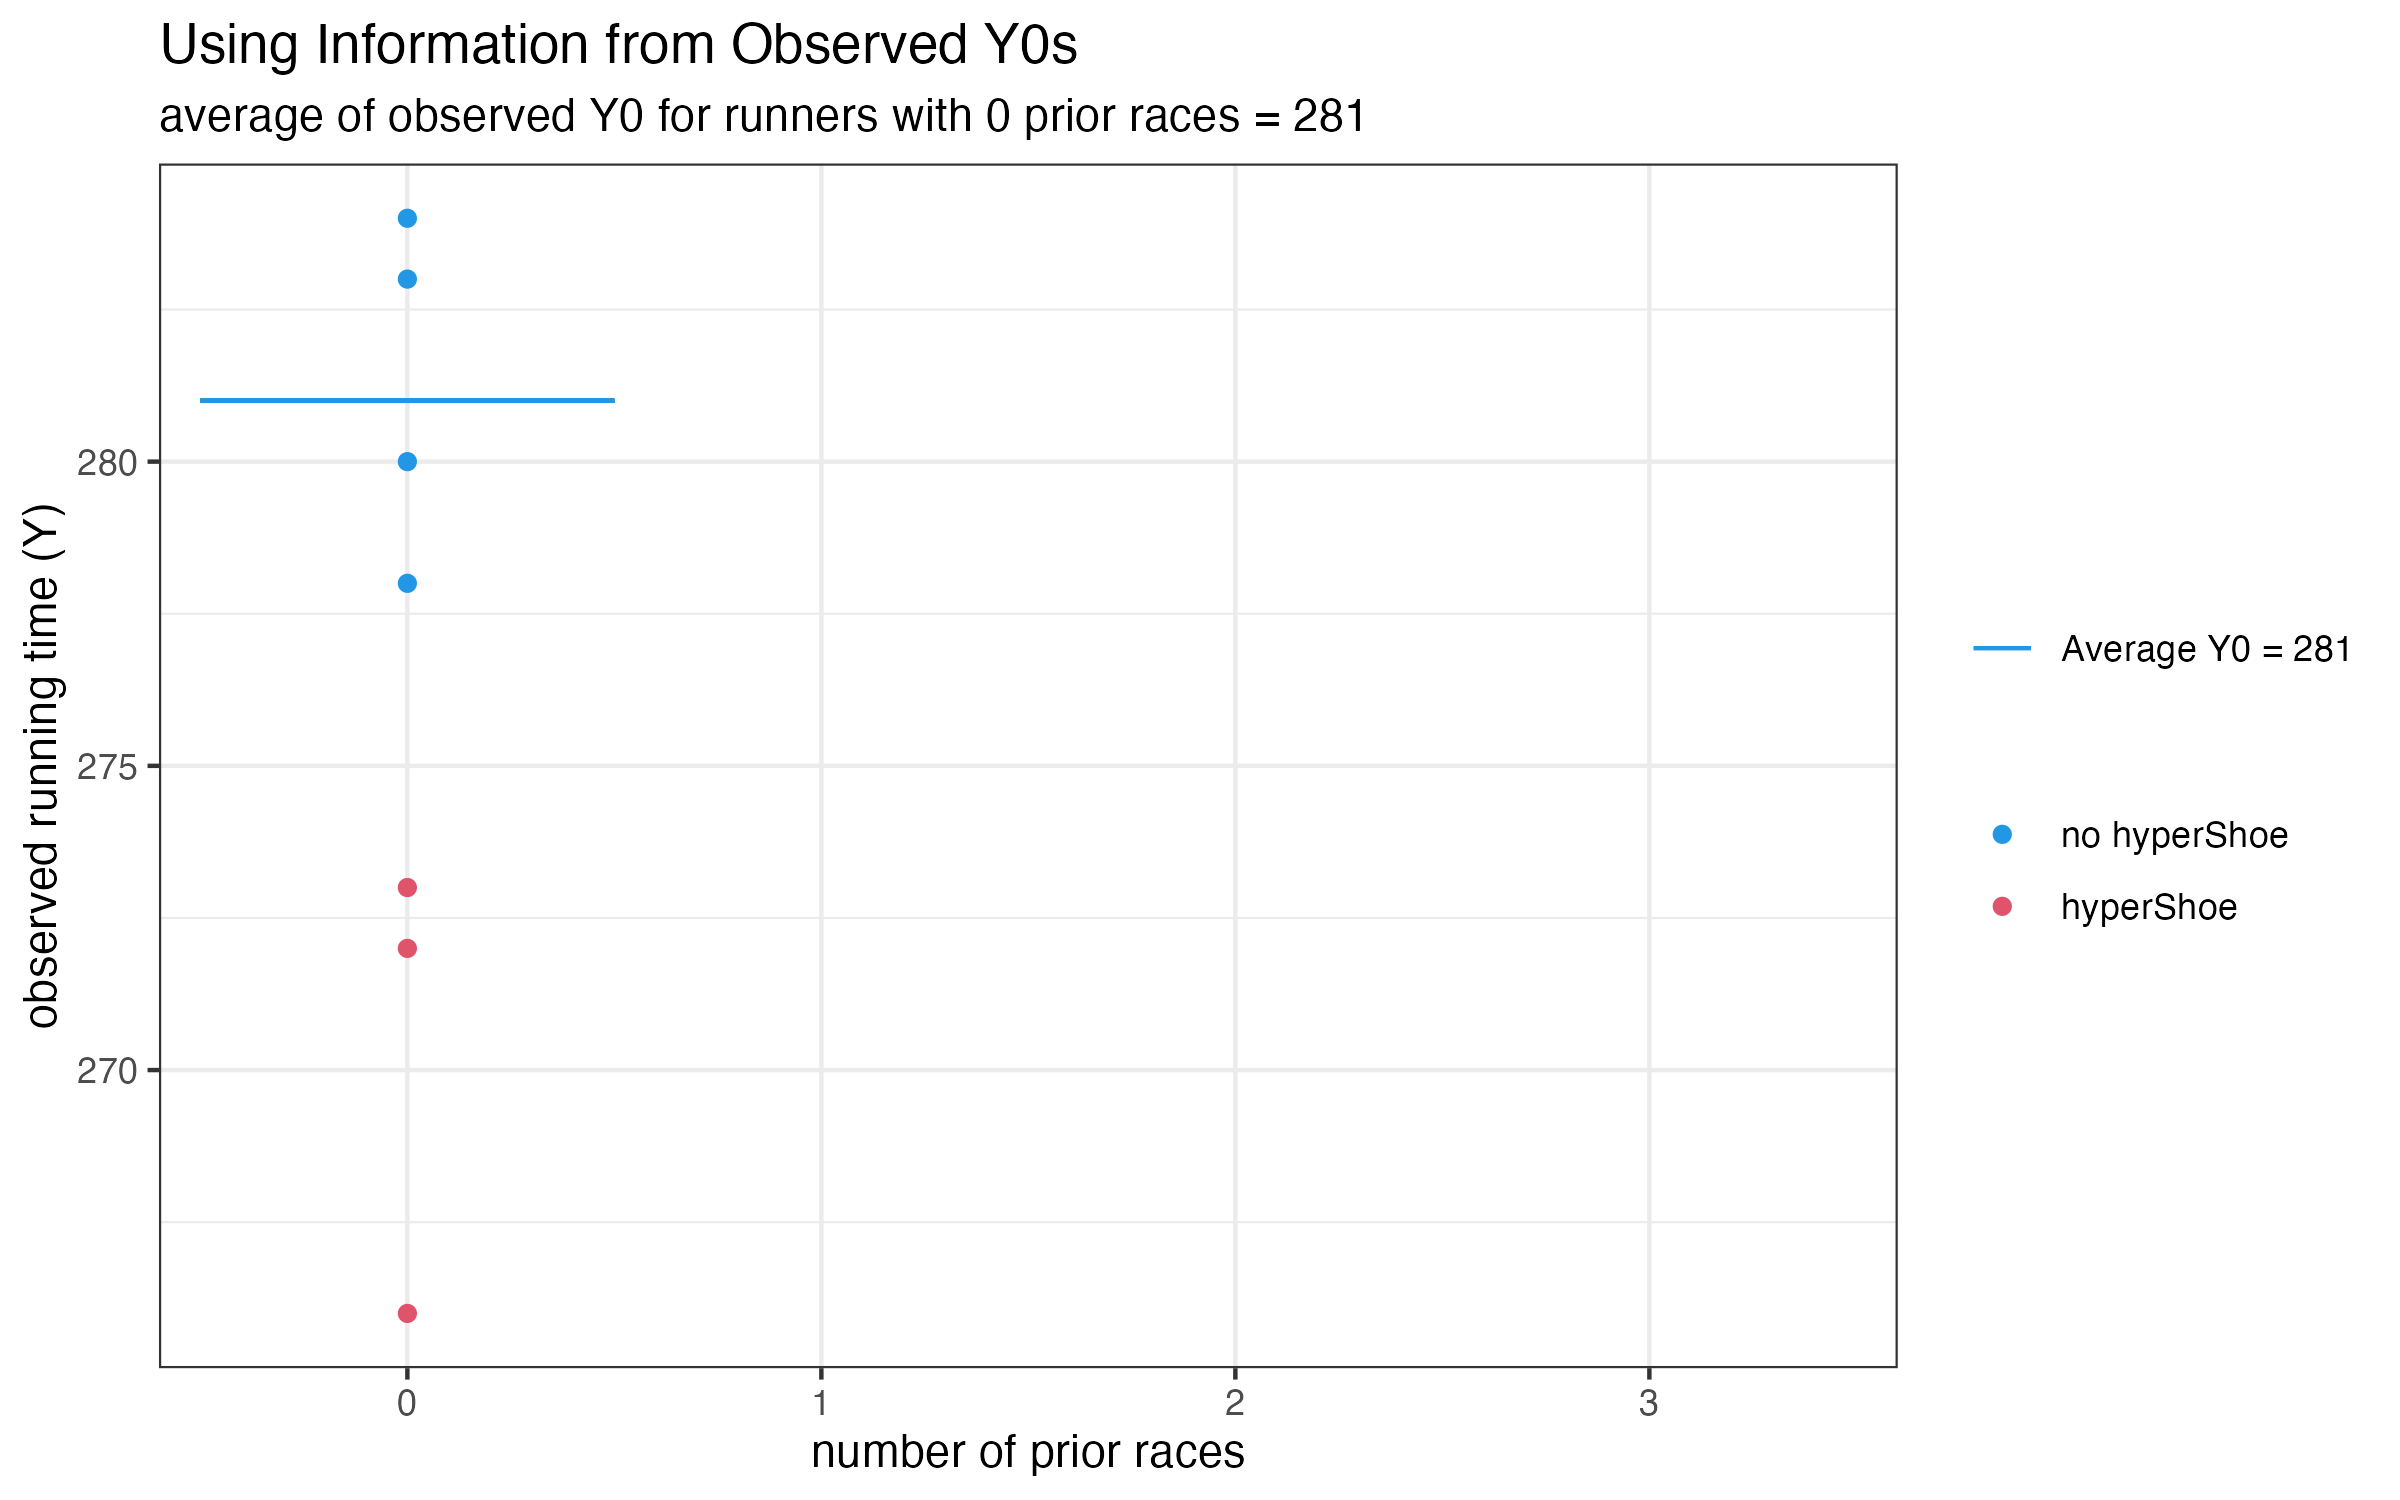 Using Information from Observed Y0s
average of observed Y0 for runners with 0 prior races = 281
observed running time (Y)
280
275
270
0
1
2
3
number of prior races
Average Y0 = 281
no hyperShoe
hyperShoe